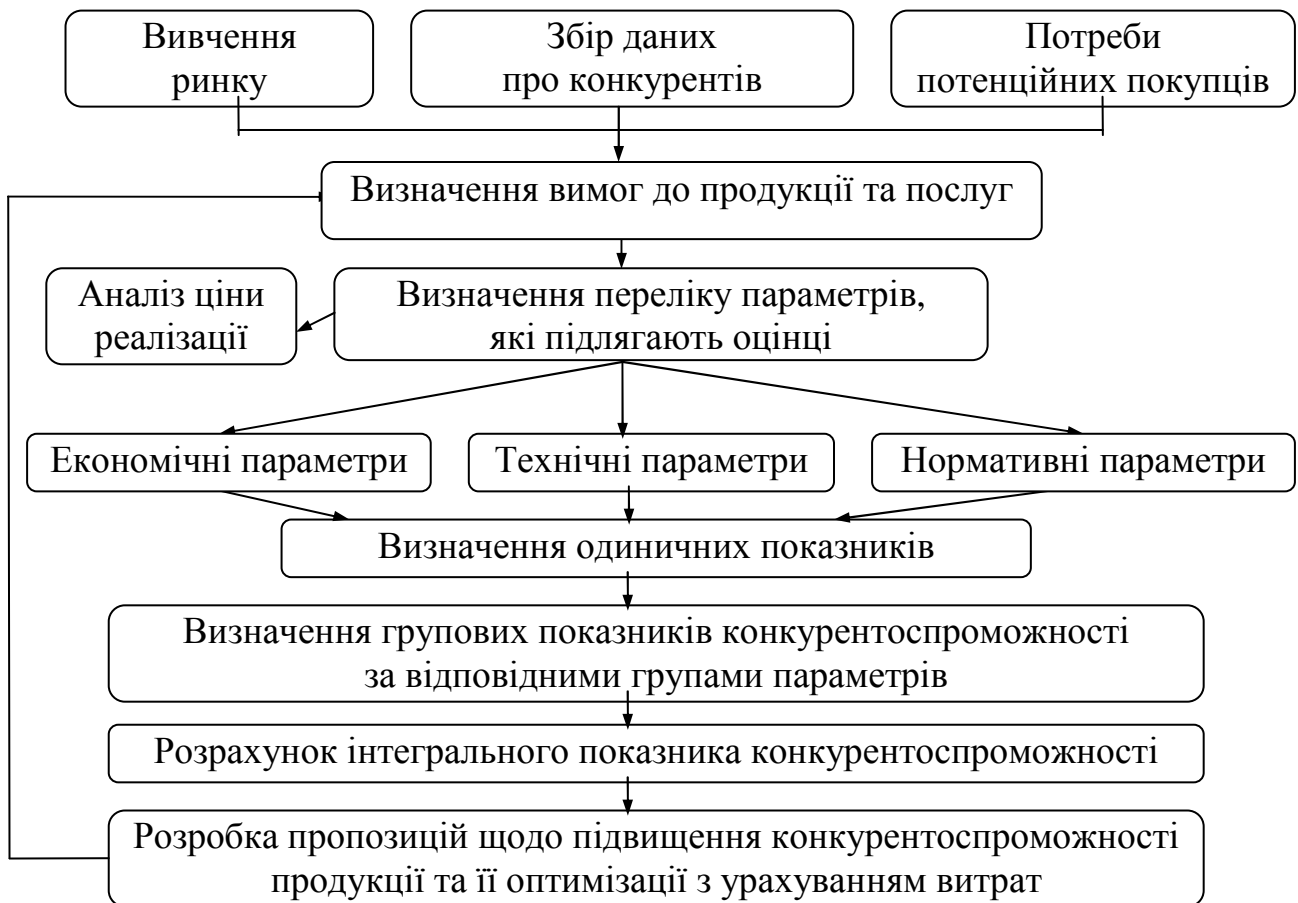 Вивчення
ринку
Збір даних
про конкурентів
Потреби
потенційних покупців
Визначення вимог до продукції та послуг
Аналіз ціни
реалізації
Визначення переліку параметрів,
які підлягають оцінці
Економічні параметри
Технічні параметри
Нормативні параметри
Визначення одиничних показників
Визначення групових показників конкурентоспроможності
за відповідними групами параметрів
Розрахунок інтегрального показника конкурентоспроможності
Розробка пропозицій щодо підвищення конкурентоспроможності
продукції та її оптимізації з урахуванням витрат